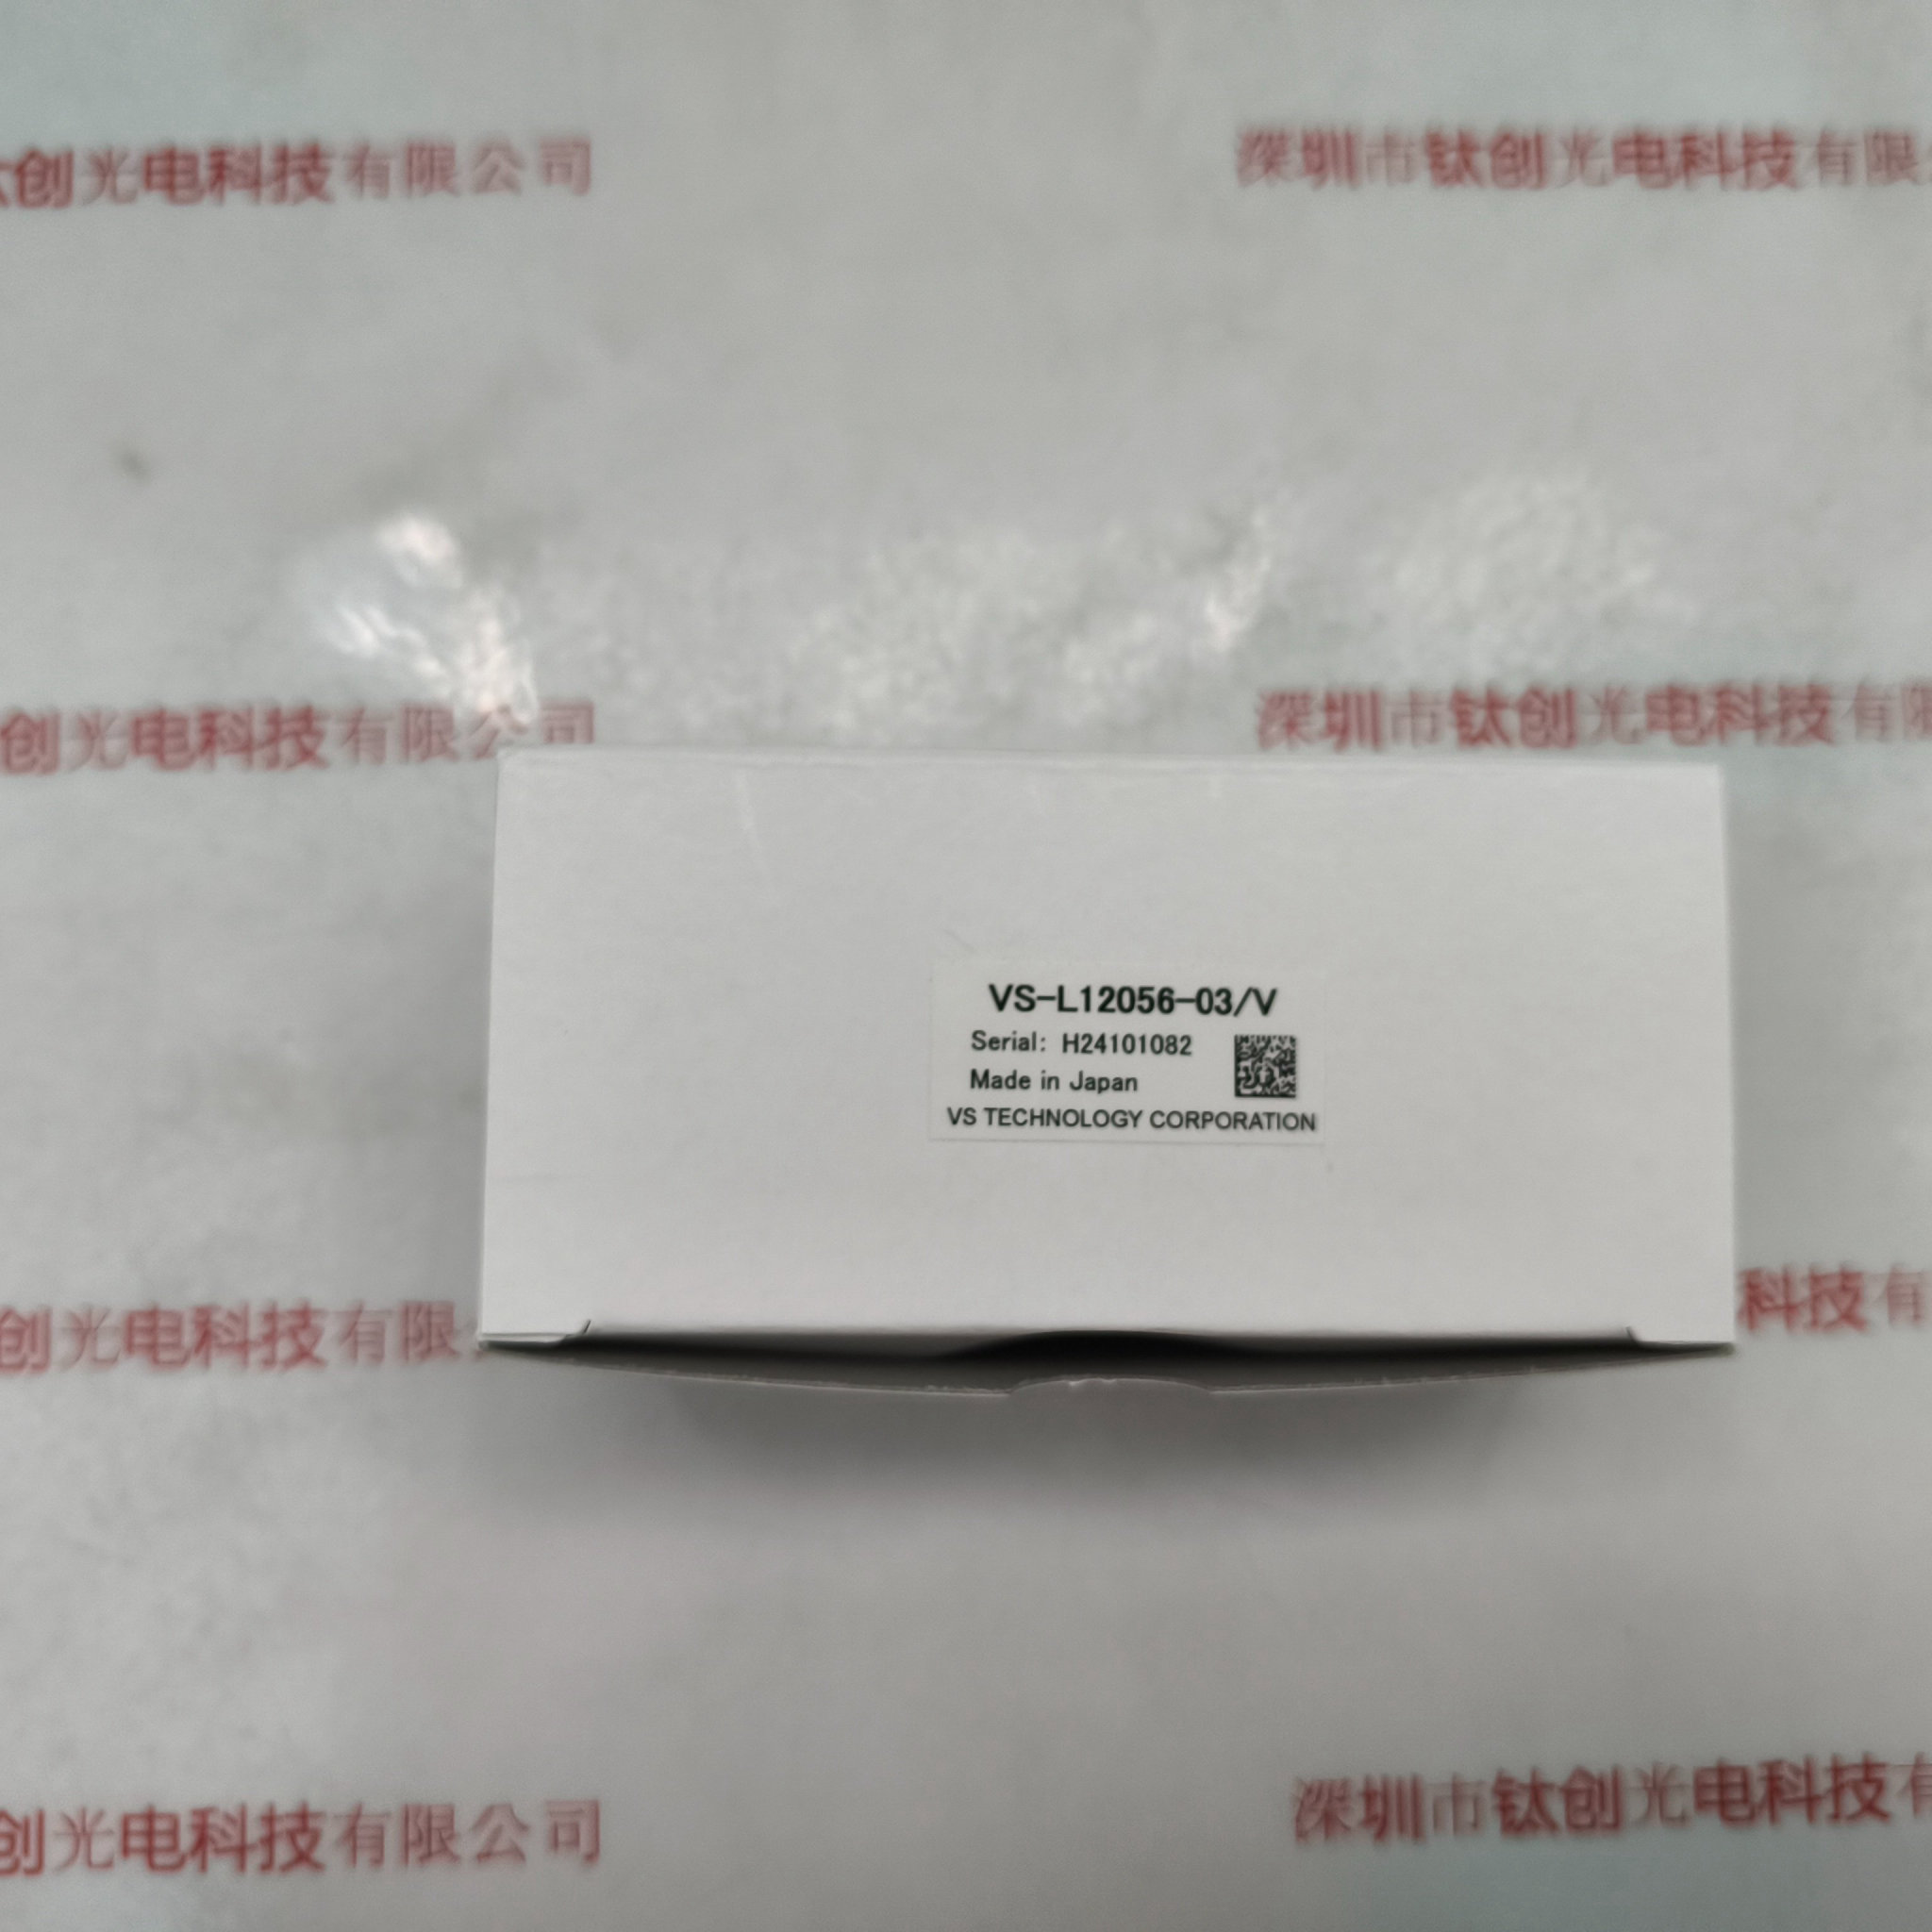 创光电科技有限公司
深圳市钛创光电科技有限
创光电科技有限公司
深圳市钛创光电科技有限
VS-L12056-03/V
Serial: H24101082
Made in Japan
VS TECHNOLOGY CORPORATION
创光电科技有限
科技有
创光电科技有限公司
深圳市钛创光电科技有